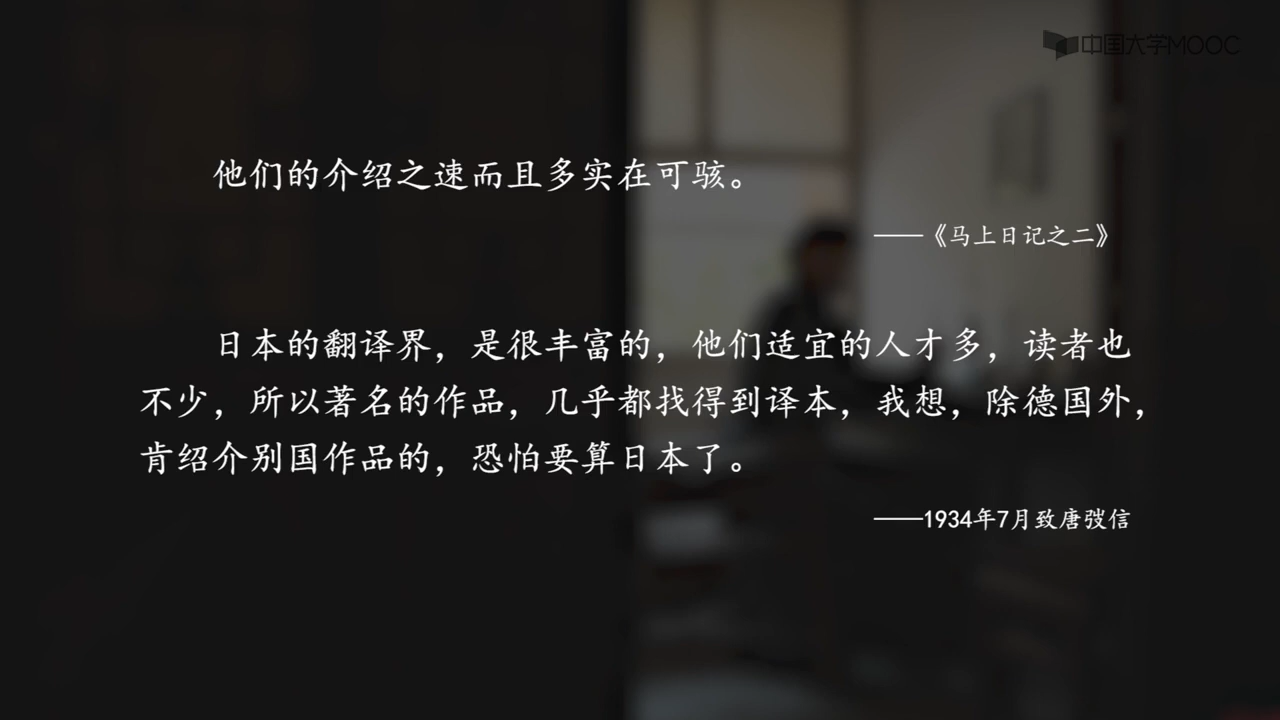 中国大学MOOC
他们的介绍之速而且多实在可骇。
——《马上日记之二》
日本的翻译界，是很丰富的，他们适宜的人才多，读者也
不少，所以著名的作品，几乎都找得到译本，我想，除德国外，
肯绍介别国作品的，恐怕要算日本了。
——1934年7月致唐弢信